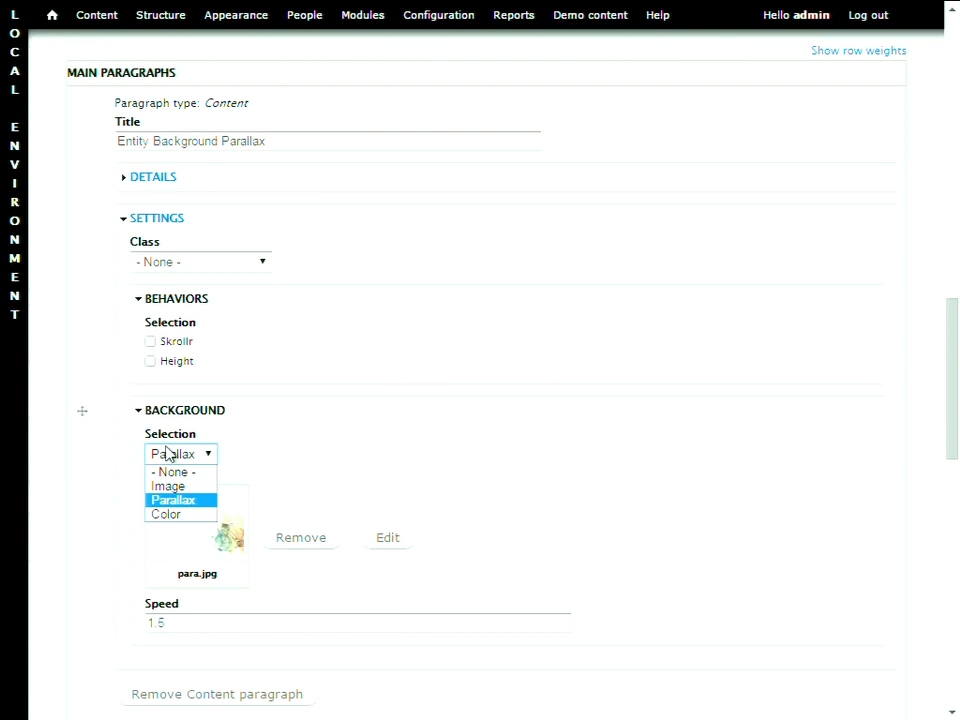 Content Structure Appearance People Modules Configuration Reports Demo content Help Hello admin Log out
LOCAL ENVIRONMENT
Show row weights
MAIN PARAGRAPHS
Paragraph type: Content
Title
Entity Background Parallax
DETAILS
SETTINGS
Class
- None -
BEHAVIORS
Selection
Skrollr
Height
BACKGROUND
Selection
Parallax
- None -
Image
Parallax
Color
Remove Edit
para.jpg
Speed
1.5
Remove Content paragraph